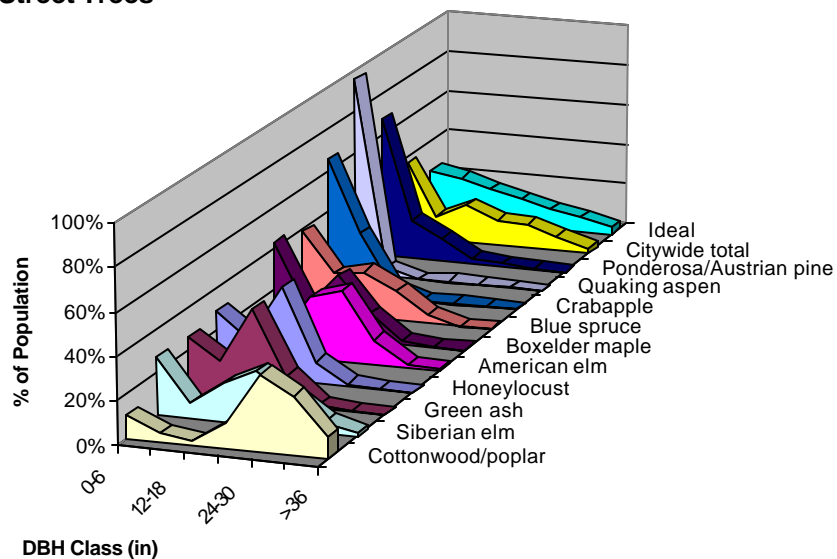 Street Trees
100%
80%
60%
40%
20%
0%
% of Population
0-6
12-18
24-30
>36
DBH Class (in)
Ideal
Citywide total
Ponderosa/Austrian pine
Quaking aspen
Crabapple
Blue spruce
Boxelder maple
American elm
Honeylocust
Green ash
Siberian elm
Cottonwood/poplar